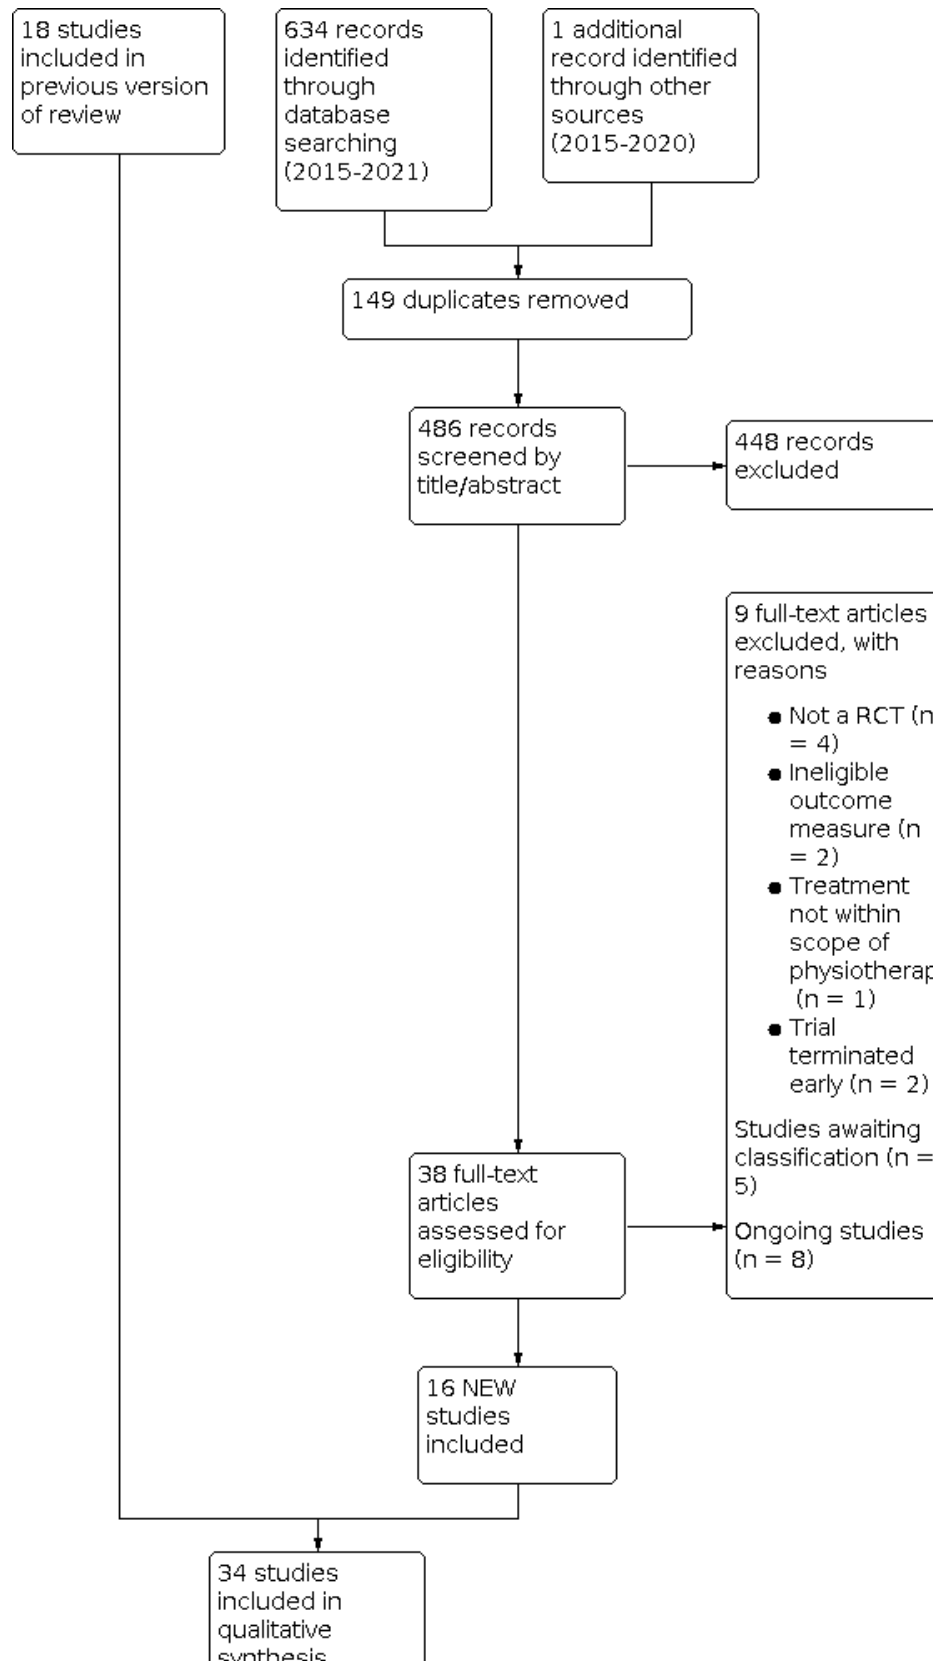 18 studies
included in
previous version
of review
634 records
identified
through
database
searching
(2015-2021)
1 additional
record identified
through other
sources
(2015-2020)
149 duplicates removed
486 records
screened by
title/abstract
448 records
excluded
9 full-text articles
excluded, with
reasons
● Not a RCT (n
= 4)
● Ineligible
outcome
measure (n
= 2)
● Treatment
not within
scope of
physiotherap
(n = 1)
● Trial
terminated
early (n = 2)
Studies awaiting
classification (n =
5)
Ongoing studies
(n = 8)
38 full-text
articles
assessed for
eligibility
16 NEW
studies
included
34 studies
included in
qualitative
synthesis